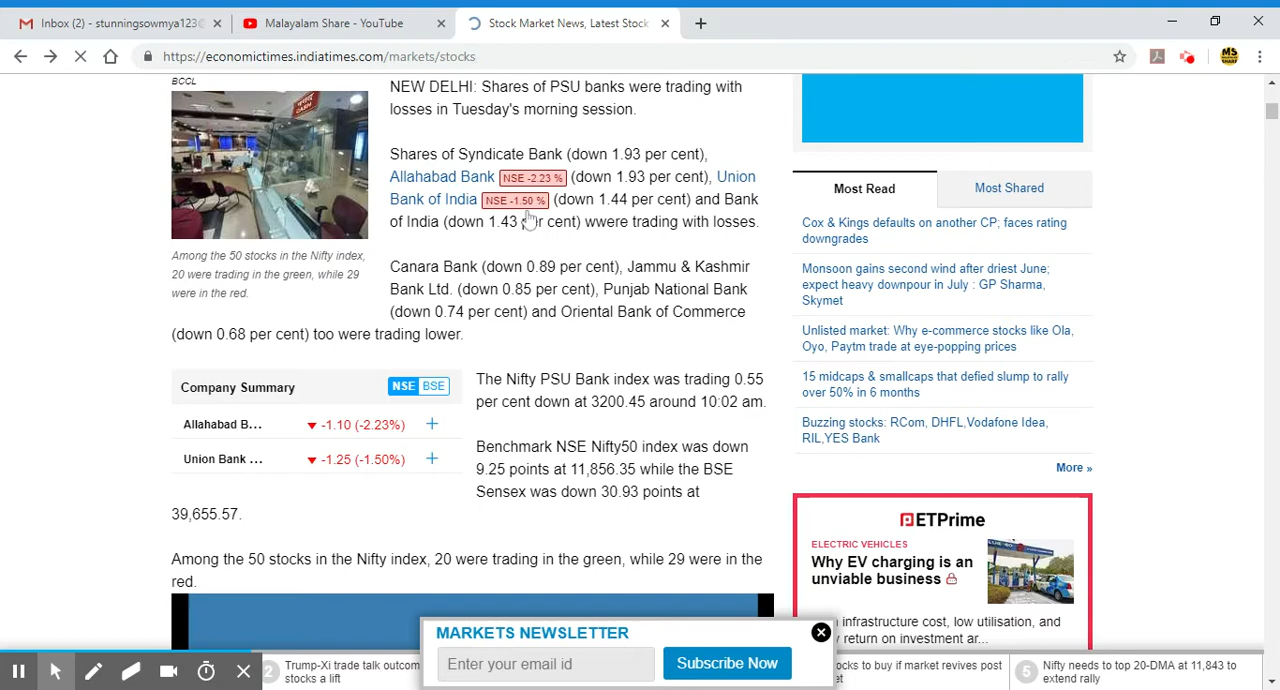 Inbox (2) - stunningsowmya123@
Malayalam Share - YouTube
Stock Market News, Latest Stock
https://economictimes.indiatimes.com/markets/stocks
BCCL
Among the 50 stocks in the Nifty index,
20 were trading in the green, while 29
were in the red.
NEW DELHI: Shares of PSU banks were trading with
losses in Tuesday's morning session.
Shares of Syndicate Bank (down 1.93 per cent),
Allahabad Bank NSE -2.23 % (down 1.93 per cent), Union
Bank of India NSE -1.50 % (down 1.44 per cent) and Bank
of India (down 1.43 per cent) wwere trading with losses.
Canara Bank (down 0.89 per cent), Jammu & Kashmir
Bank Ltd. (down 0.85 per cent), Punjab National Bank
(down 0.74 per cent) and Oriental Bank of Commerce
(down 0.68 per cent) too were trading lower.
Company Summary NSE BSE
Allahabad B... -1.10 (-2.23%) +
Union Bank ... -1.25 (-1.50%) +
The Nifty PSU Bank index was trading 0.55
per cent down at 3200.45 around 10:02 am.
Benchmark NSE Nifty50 index was down
9.25 points at 11,856.35 while the BSE
Sensex was down 30.93 points at
39,655.57.
Among the 50 stocks in the Nifty index, 20 were trading in the green, while 29 were in the
red.
Most Read
Most Shared
Cox & Kings defaults on another CP; faces rating
downgrades
Monsoon gains second wind after driest June;
expect heavy downpour in July : GP Sharma,
Skymet
Unlisted market: Why e-commerce stocks like Ola,
Oyo, Paytm trade at eye-popping prices
15 midcaps & smallcaps that defied slump to rally
over 50% in 6 months
Buzzing stocks: RCom, DHFL,Vodafone Idea,
RIL,YES Bank
More »
ETPrime
ELECTRIC VEHICLES
Why EV charging is an
unviable business
infrastructure cost, low utilisation, and
return on investment ar...
MARKETS NEWSLETTER
Enter your email id
Subscribe Now
2 Trump-Xi trade talk outcom
stocks a lift
ocks to buy if market revives post
et
5 Nifty needs to top 20-DMA at 11,843 to
extend rally